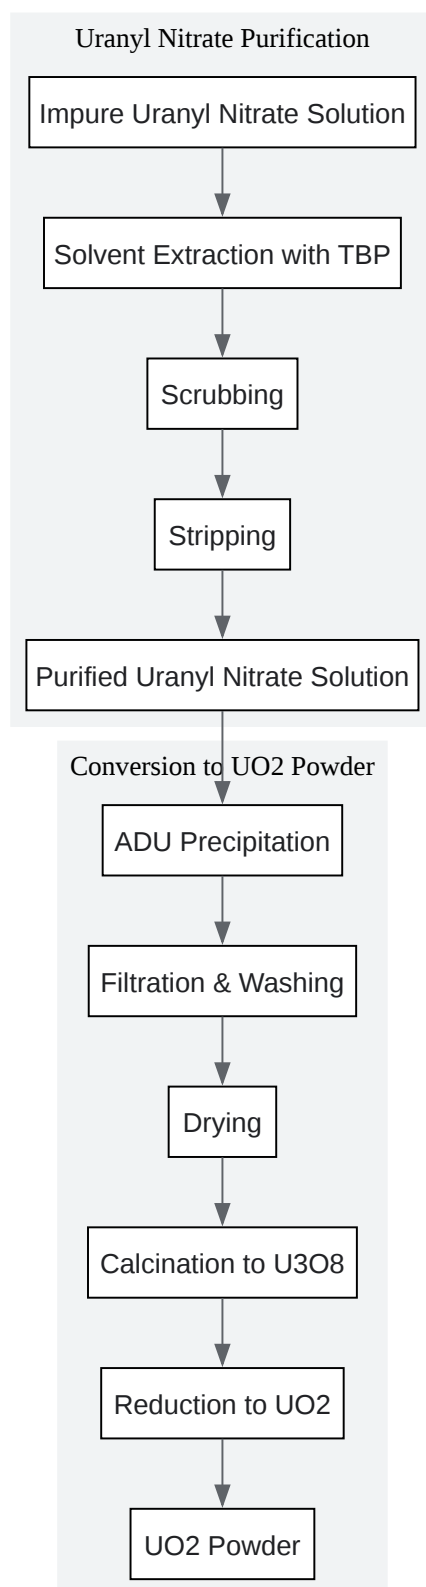 Uranyl Nitrate Purification
Impure Uranyl Nitrate Solution
Solvent Extraction with TBP
Scrubbing
Stripping
Purified Uranyl Nitrate Solution
Conversion to UO2 Powder
ADU Precipitation
Filtration & Washing
Drying
Calcination to U3O8
Reduction to UO2
UO2 Powder